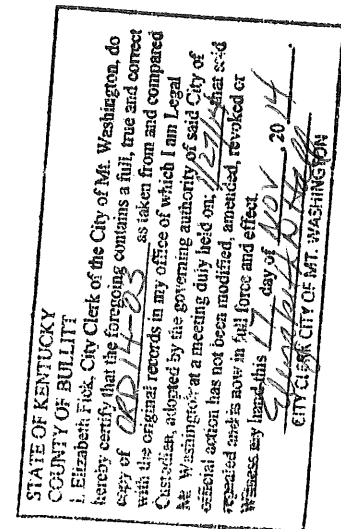 STATE OF KENTUCKY
COUNTY OF BULLITT
I, Elizabeth Fick, City Clerk of the City of Mt. Washington, do
hereby certify that the foregoing contains a full, true and correct
copy of ORD 14-03 as taken from and compared
with the original records in my office of which I am Legal
Custodian, adopted by the governing authority of said City of
Mt Washington at a meeting duly held on; /27/14 that said
official action has not been modified, amended, revoked or
repealed and is now in full force and effect.
Witness my hand this 17 day of NOV, 2014.
CITY CLERK CITY OF MT. WASHINGTON